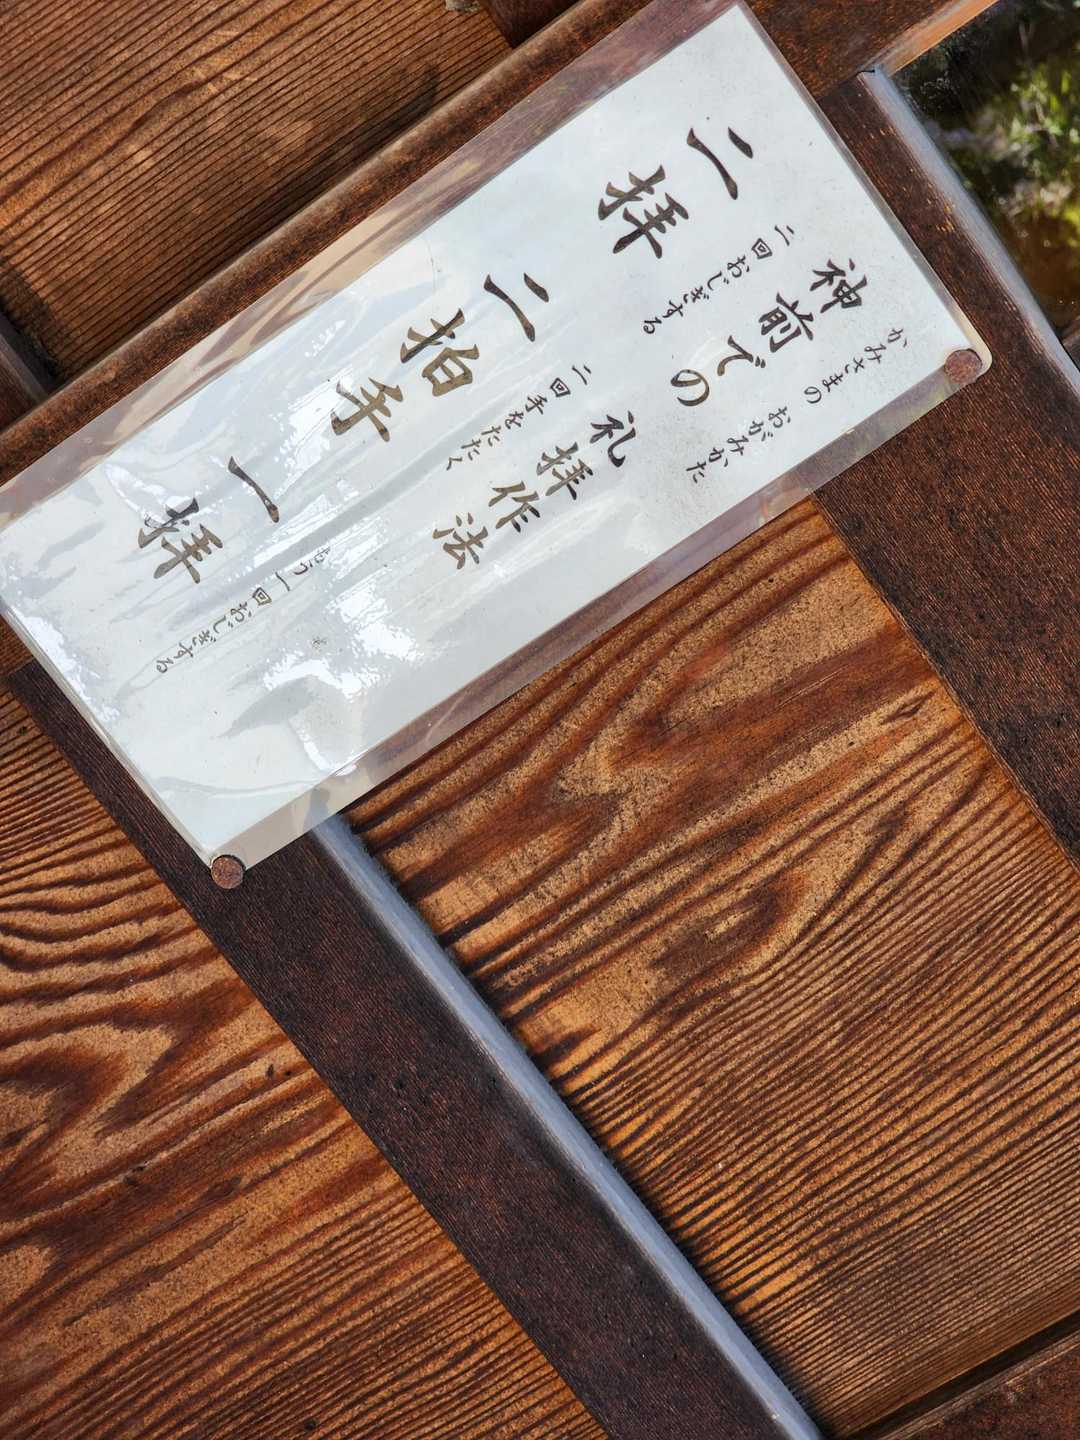 かみさまの おがみかた
神前での 礼拝作法
二拝
二回おじぎする
二拍手
二回手をたたく
一拝
もう一回おじぎする